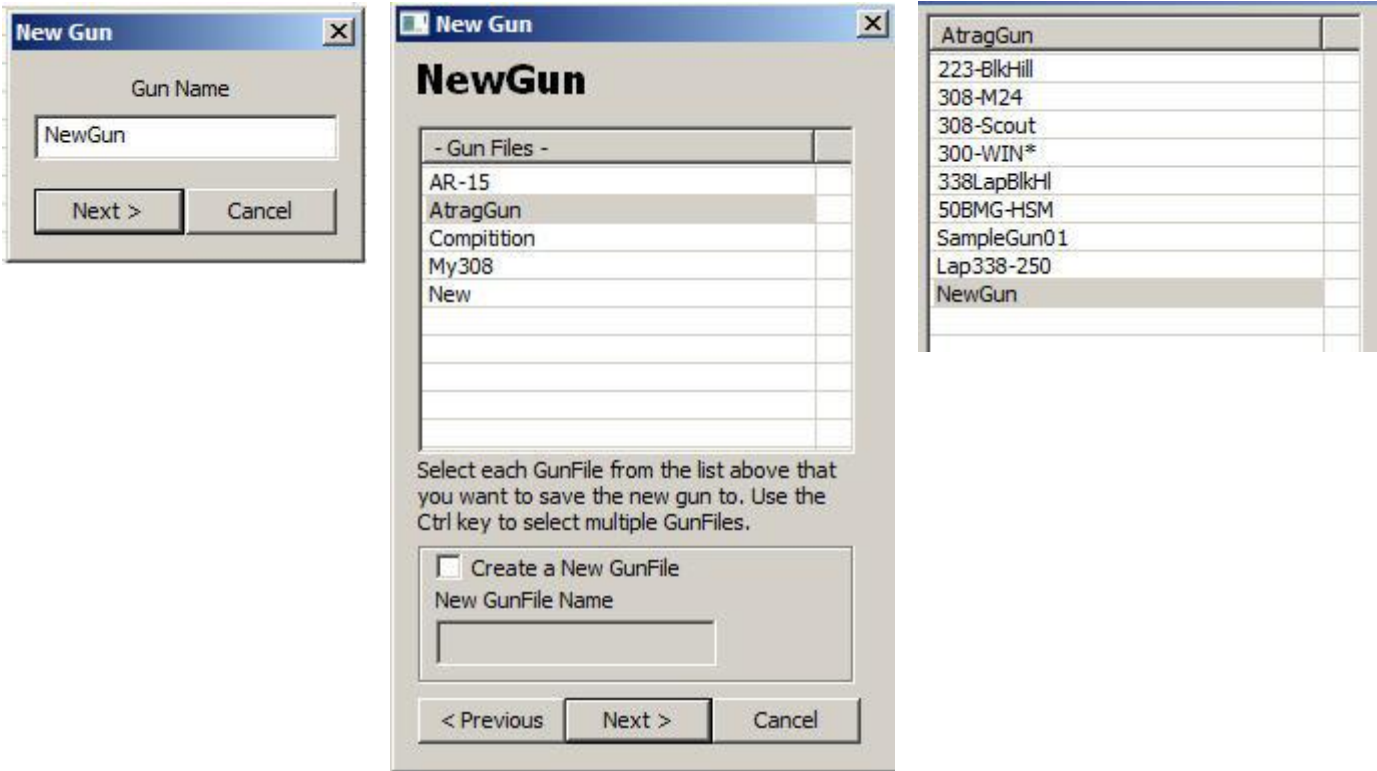 New Gun
Gun Name
NewGun
Next >
Cancel
New Gun
NewGun
- Gun Files -
AR-15
AtragGun
Compitition
My308
New
Select each GunFile from the list above that
you want to save the new gun to. Use the
Ctrl key to select multiple GunFiles.
Create a New GunFile
New GunFile Name
< Previous
Next >
Cancel
AtragGun
223-BlkHill
308-M24
308-Scout
300-WIN*
338LapBlkHl
50BMG-HSM
SampleGun01
Lap338-250
NewGun